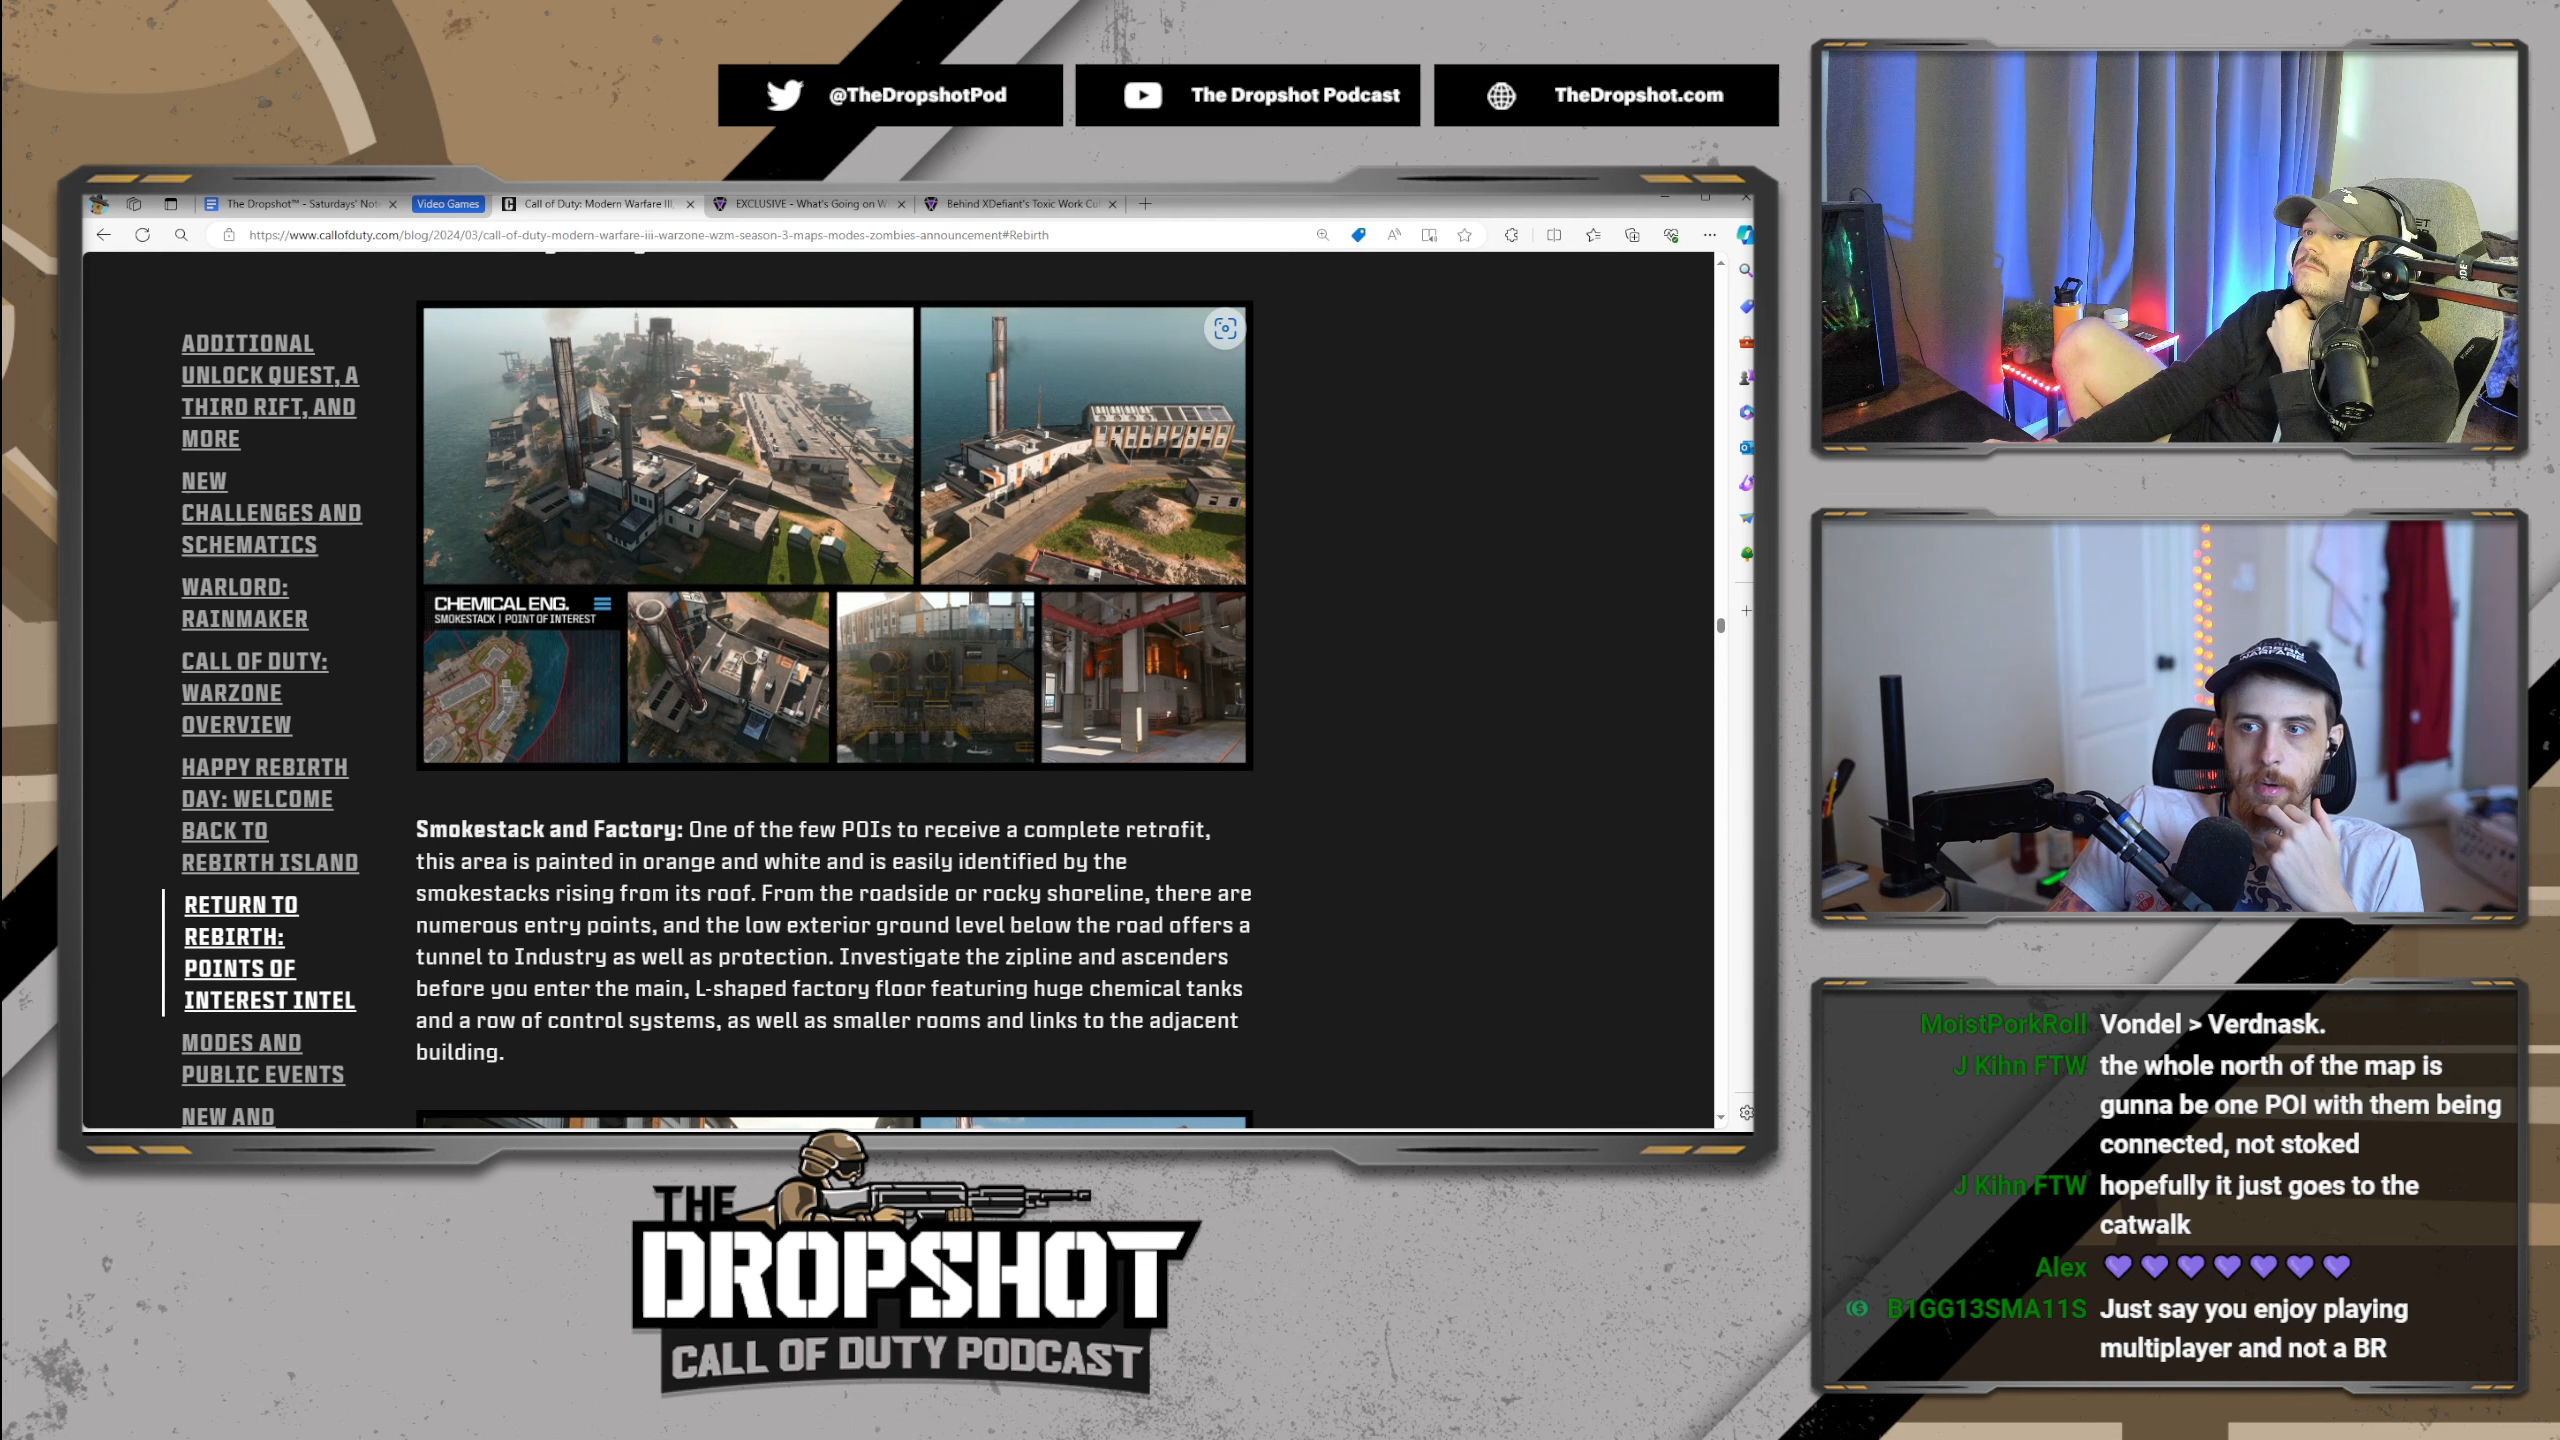 @TheDropshotPod
The Dropshot Podcast
TheDropshot.com
The Dropshot™ - Saturdays' Not
Video Games
Call of Duty: Modern Warfare III,
EXCLUSIVE - What's Going on W
Behind XDefiant's Toxic Work Cul
https://www.callofduty.com/blog/2024/03/call-of-duty-modern-warfare-iii-warzone-wzm-season-3-maps-modes-zombies-announcement#Rebirth
ADDITIONAL
UNLOCK QUEST, A
THIRD RIFT, AND
MORE
NEW
CHALLENGES AND
SCHEMATICS
WARLORD:
RAINMAKER
CALL OF DUTY:
WARZONE
OVERVIEW
HAPPY REBIRTH
DAY: WELCOME
BACK TO
REBIRTH ISLAND
RETURN TO
REBIRTH:
POINTS OF
INTEREST INTEL
MODES AND
PUBLIC EVENTS
NEW AND
CHEMICAL ENG.
SMOKESTACK | POINT OF INTEREST
Smokestack and Factory: One of the few POIs to receive a complete retrofit,
this area is painted in orange and white and is easily identified by the
smokestacks rising from its roof. From the roadside or rocky shoreline, there are
numerous entry points, and the low exterior ground level below the road offers a
tunnel to Industry as well as protection. Investigate the zipline and ascenders
before you enter the main, L-shaped factory floor featuring huge chemical tanks
and a row of control systems, as well as smaller rooms and links to the adjacent
building.
MODERN
WARFARE
MoistPorkRoll Vondel > Verdnask.
J Kihn FTW the whole north of the map is
gunna be one POI with them being
connected, not stoked
J Kihn FTW hopefully it just goes to the
catwalk
Alex 💜💜💜💜💜💜💜
B1GG13SMA11S Just say you enjoy playing
multiplayer and not a BR
THE
DROPSHOT
CALL OF DUTY PODCAST